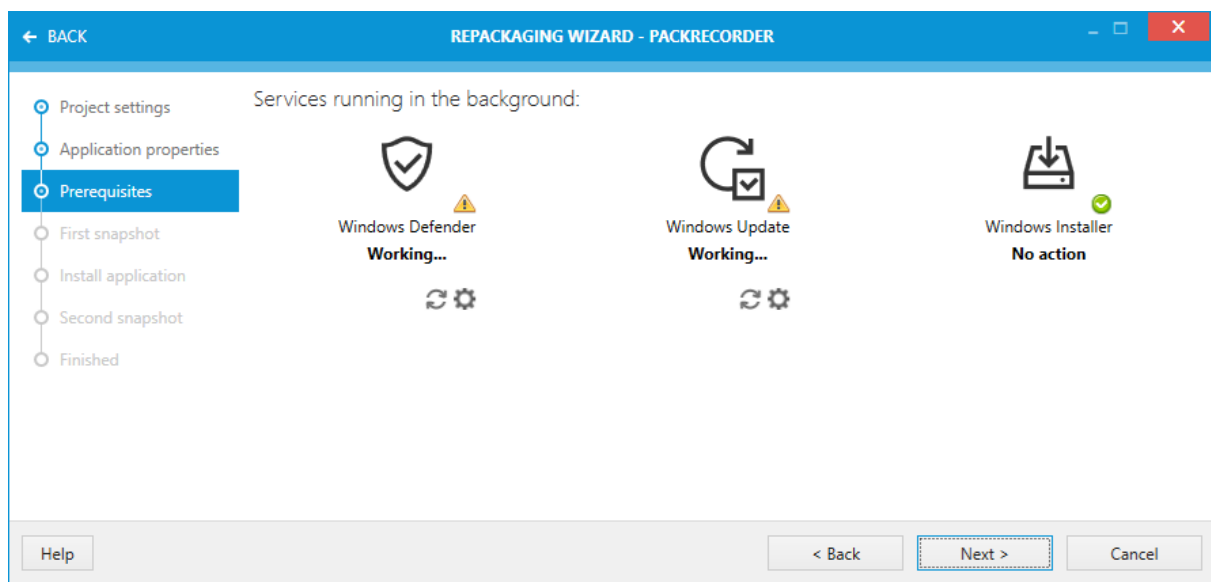 BACK
REPACKAGING WIZARD - PACKRECORDER
Project settings
Application properties
Prerequisites
First snapshot
Install application
Second snapshot
Finished
Services running in the background:
Windows Defender
Working...
Windows Update
Working...
Windows Installer
No action
Help
< Back
Next >
Cancel